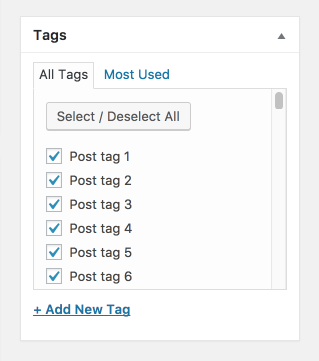 Tags
All Tags Most Used
Select / Deselect All
Post tag 1
Post tag 2
Post tag 3
Post tag 4
Post tag 5
Post tag 6
+ Add New Tag